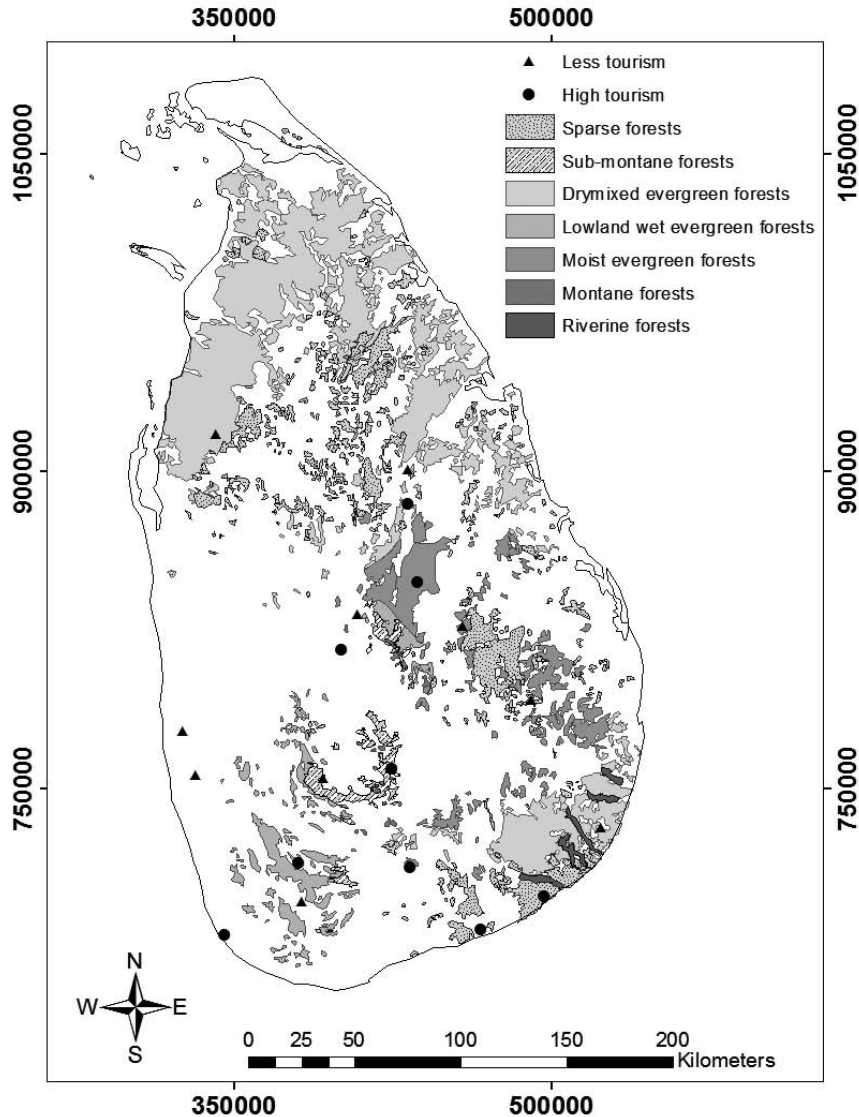 350000 500000
Less tourism
High tourism
Sparse forests
Sub-montane forests
Drymixed evergreen forests
Lowland wet evergreen forests
Moist evergreen forests
Montane forests
Riverine forests
1050000 1050000
900000 900000
750000 750000
N
W E
S
0 25 50 100 150 200
Kilometers
350000 500000